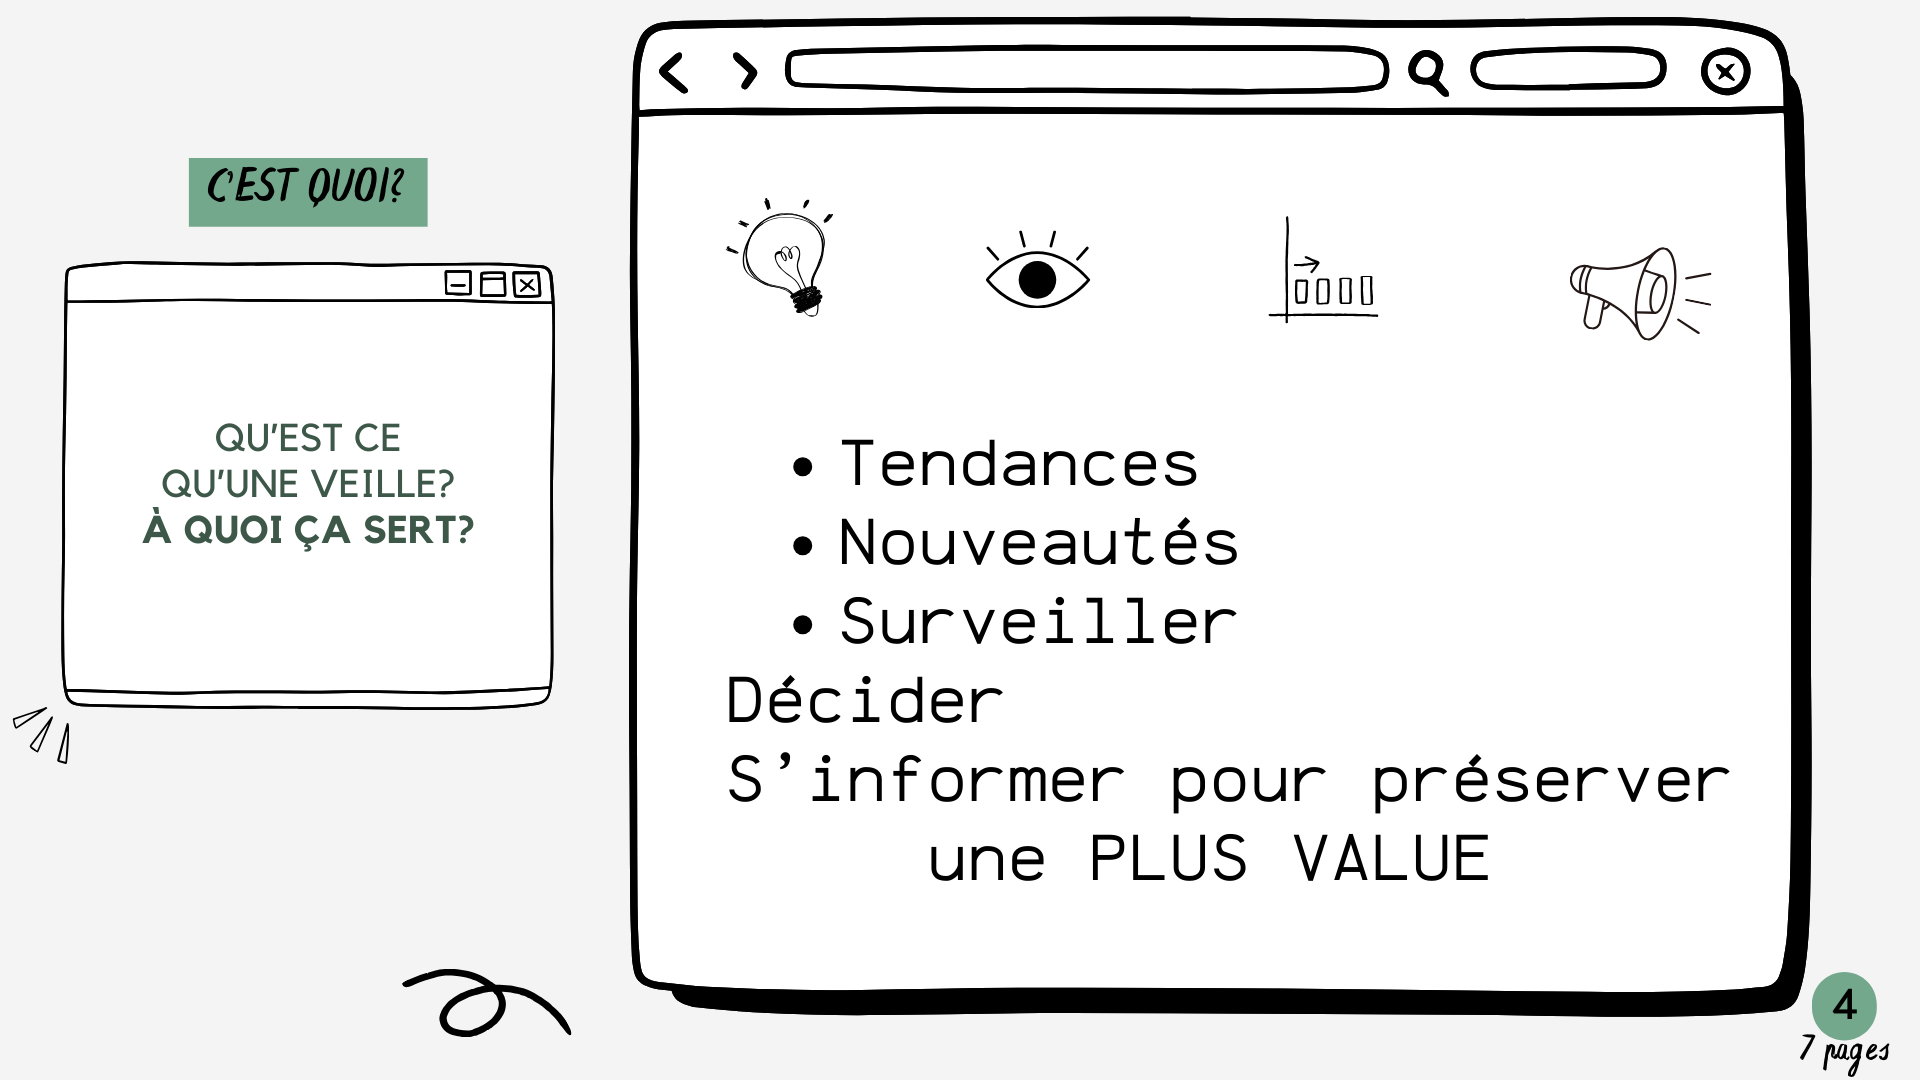 C'EST QUOI?
QU'EST CE
QU'UNE VEILLE?
À QUOI ÇA SERT?
• Tendances
• Nouveautés
• Surveiller
Décider
S'informer pour préserver
une PLUS VALUE
4
7 pages